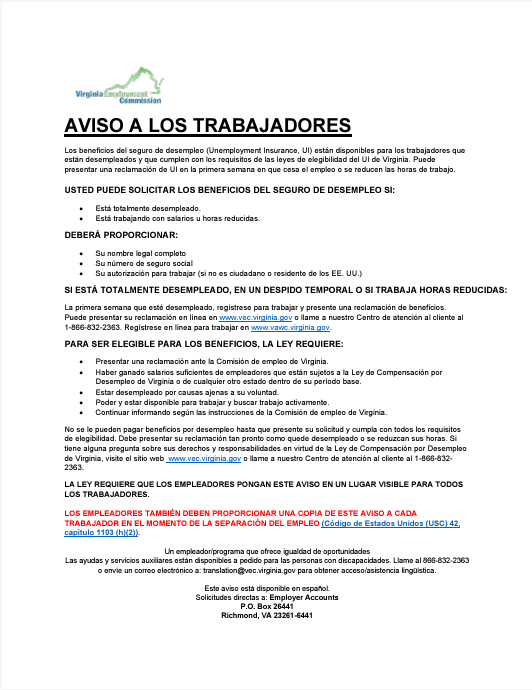 Virginia Employment
Commission
AVISO A LOS TRABAJADORES
Los beneficios del seguro de desempleo (Unemployment Insurance, UI) están disponibles para los trabajadores que
están desempleados y que cumplen con los requisitos de las leyes de elegibilidad del UI de Virginia. Puede
presentar una reclamación de UI en la primera semana en que cesa el empleo o se reducen las horas de trabajo.
USTED PUEDE SOLICITAR LOS BENEFICIOS DEL SEGURO DE DESEMPLEO SI:
• Está totalmente desempleado.
• Está trabajando con salarios u horas reducidas.
DEBERÁ PROPORCIONAR:
• Su nombre legal completo
• Su número de seguro social
• Su autorización para trabajar (si no es ciudadano o residente de los EE. UU.)
SI ESTÁ TOTALMENTE DESEMPLEADO, EN UN DESPIDO TEMPORAL O SI TRABAJA HORAS REDUCIDAS:
La primera semana que esté desempleado, regístrese para trabajar y presente una reclamación de beneficios.
Puede presentar su reclamación en línea en www.vec.virginia.gov o llame a nuestro Centro de atención al cliente al
1-866-832-2363. Regístrese en línea para trabajar en www.vawc.virginia.gov.
PARA SER ELEGIBLE PARA LOS BENEFICIOS, LA LEY REQUIERE:
• Presentar una reclamación ante la Comisión de empleo de Virginia.
• Haber ganado salarios suficientes de empleadores que están sujetos a la Ley de Compensación por
Desempleo de Virginia o de cualquier otro estado dentro de su período base.
• Estar desempleado por causas ajenas a su voluntad.
• Poder y estar disponible para trabajar y buscar trabajo activamente.
• Continuar informando según las instrucciones de la Comisión de empleo de Virginia.
No se le pueden pagar beneficios por desempleo hasta que presente su solicitud y cumpla con todos los requisitos
de elegibilidad. Debe presentar su reclamación tan pronto como quede desempleado o se reduzcan sus horas. Si
tiene alguna pregunta sobre sus derechos y responsabilidades en virtud de la Ley de Compensación por Desempleo
de Virginia, visite el sitio web www.vec.virginia.gov o llame a nuestro Centro de atención al cliente al 1-866-832-
2363.
LA LEY REQUIERE QUE LOS EMPLEADORES PONGAN ESTE AVISO EN UN LUGAR VISIBLE PARA TODOS
LOS TRABAJADORES.
LOS EMPLEADORES TAMBIÉN DEBEN PROPORCIONAR UNA COPIA DE ESTE AVISO A CADA
TRABAJADOR EN EL MOMENTO DE LA SEPARACIÓN DEL EMPLEO (Código de Estados Unidos (USC) 42,
capítulo 1103 (h)(2)).
Un empleador/programa que ofrece igualdad de oportunidades
Las ayudas y servicios auxiliares están disponibles a pedido para las personas con discapacidades. Llame al 866-832-2363
o envíe un correo electrónico a: translation@vec.virginia.gov para obtener acceso/asistencia lingüística.
Este aviso está disponible en español.
Solicitudes directas a: Employer Accounts
P.O. Box 26441
Richmond, VA 23261-6441